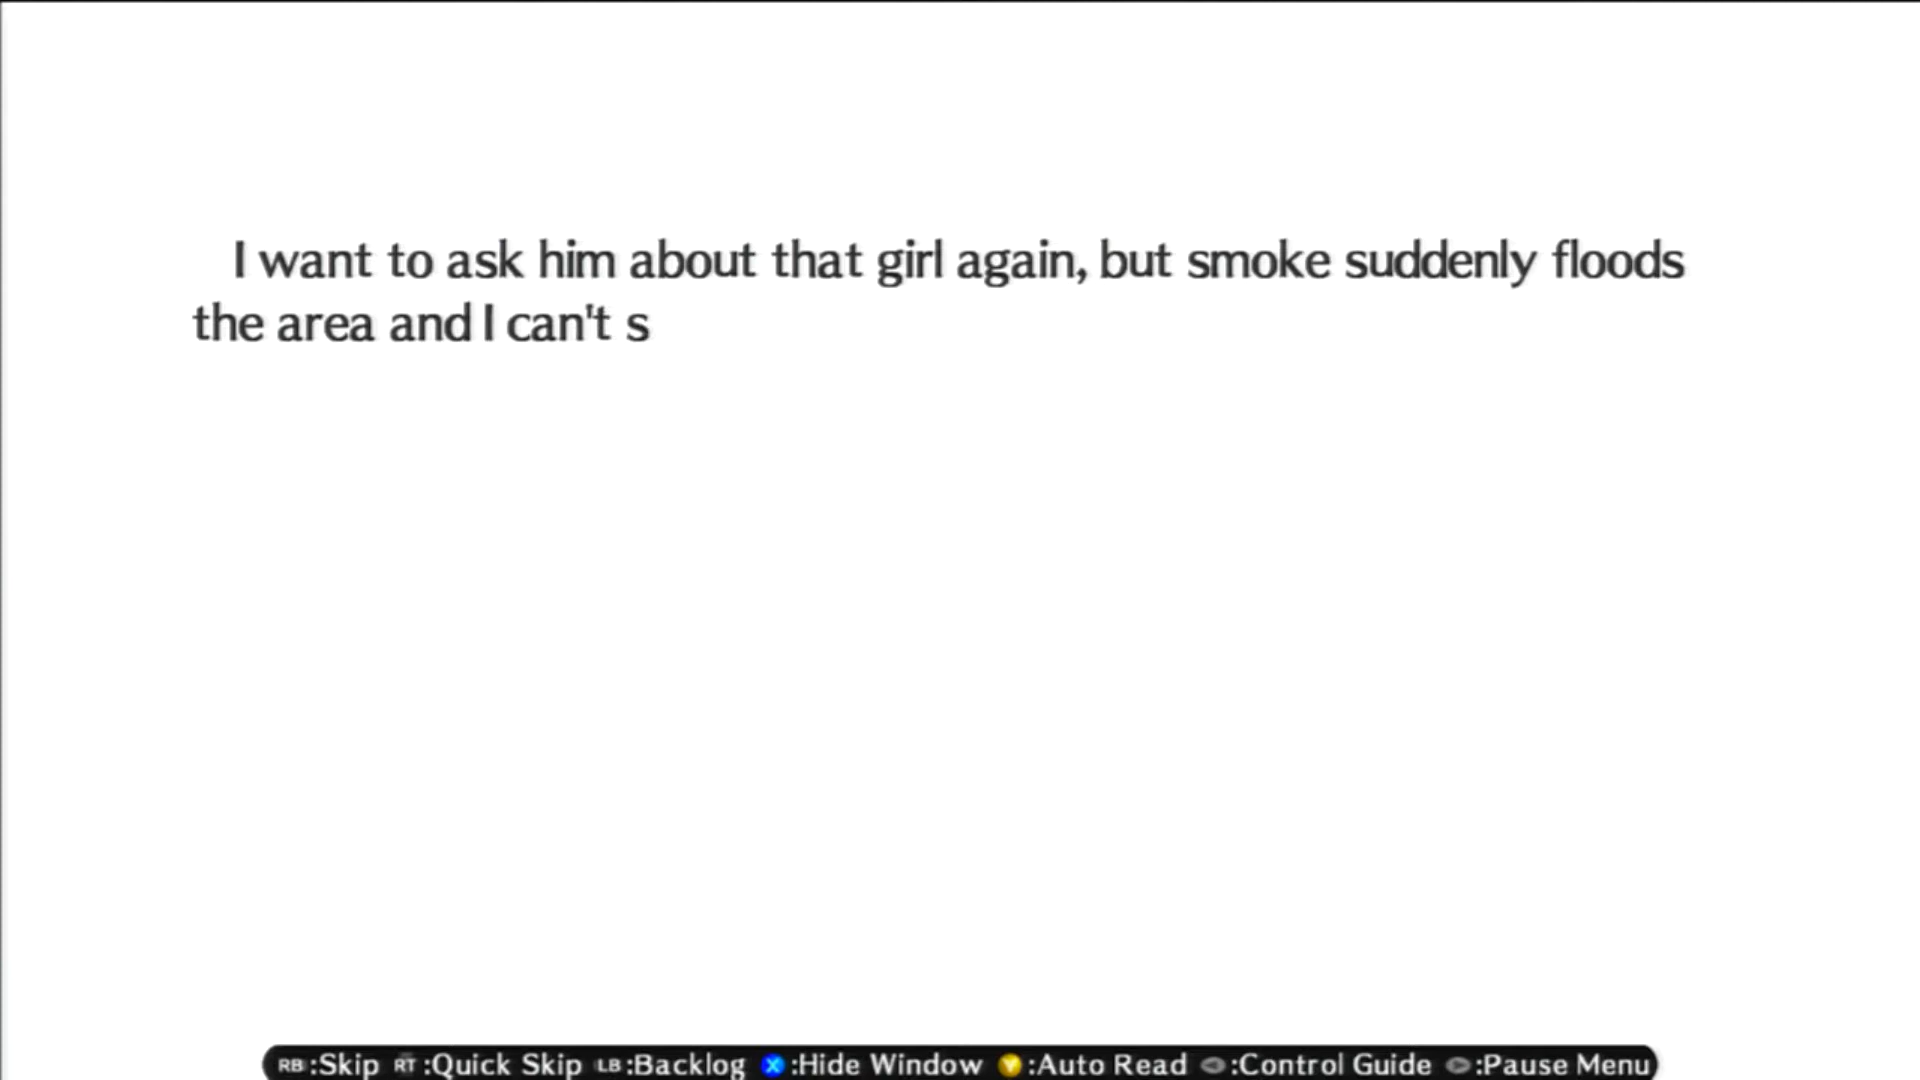 I want to ask him about that girl again, but smoke suddenly floods
the area and I can't s
RB:Skip RT:Quick Skip LB:Backlog X:Hide Window Y:Auto Read :Control Guide :Pause Menu